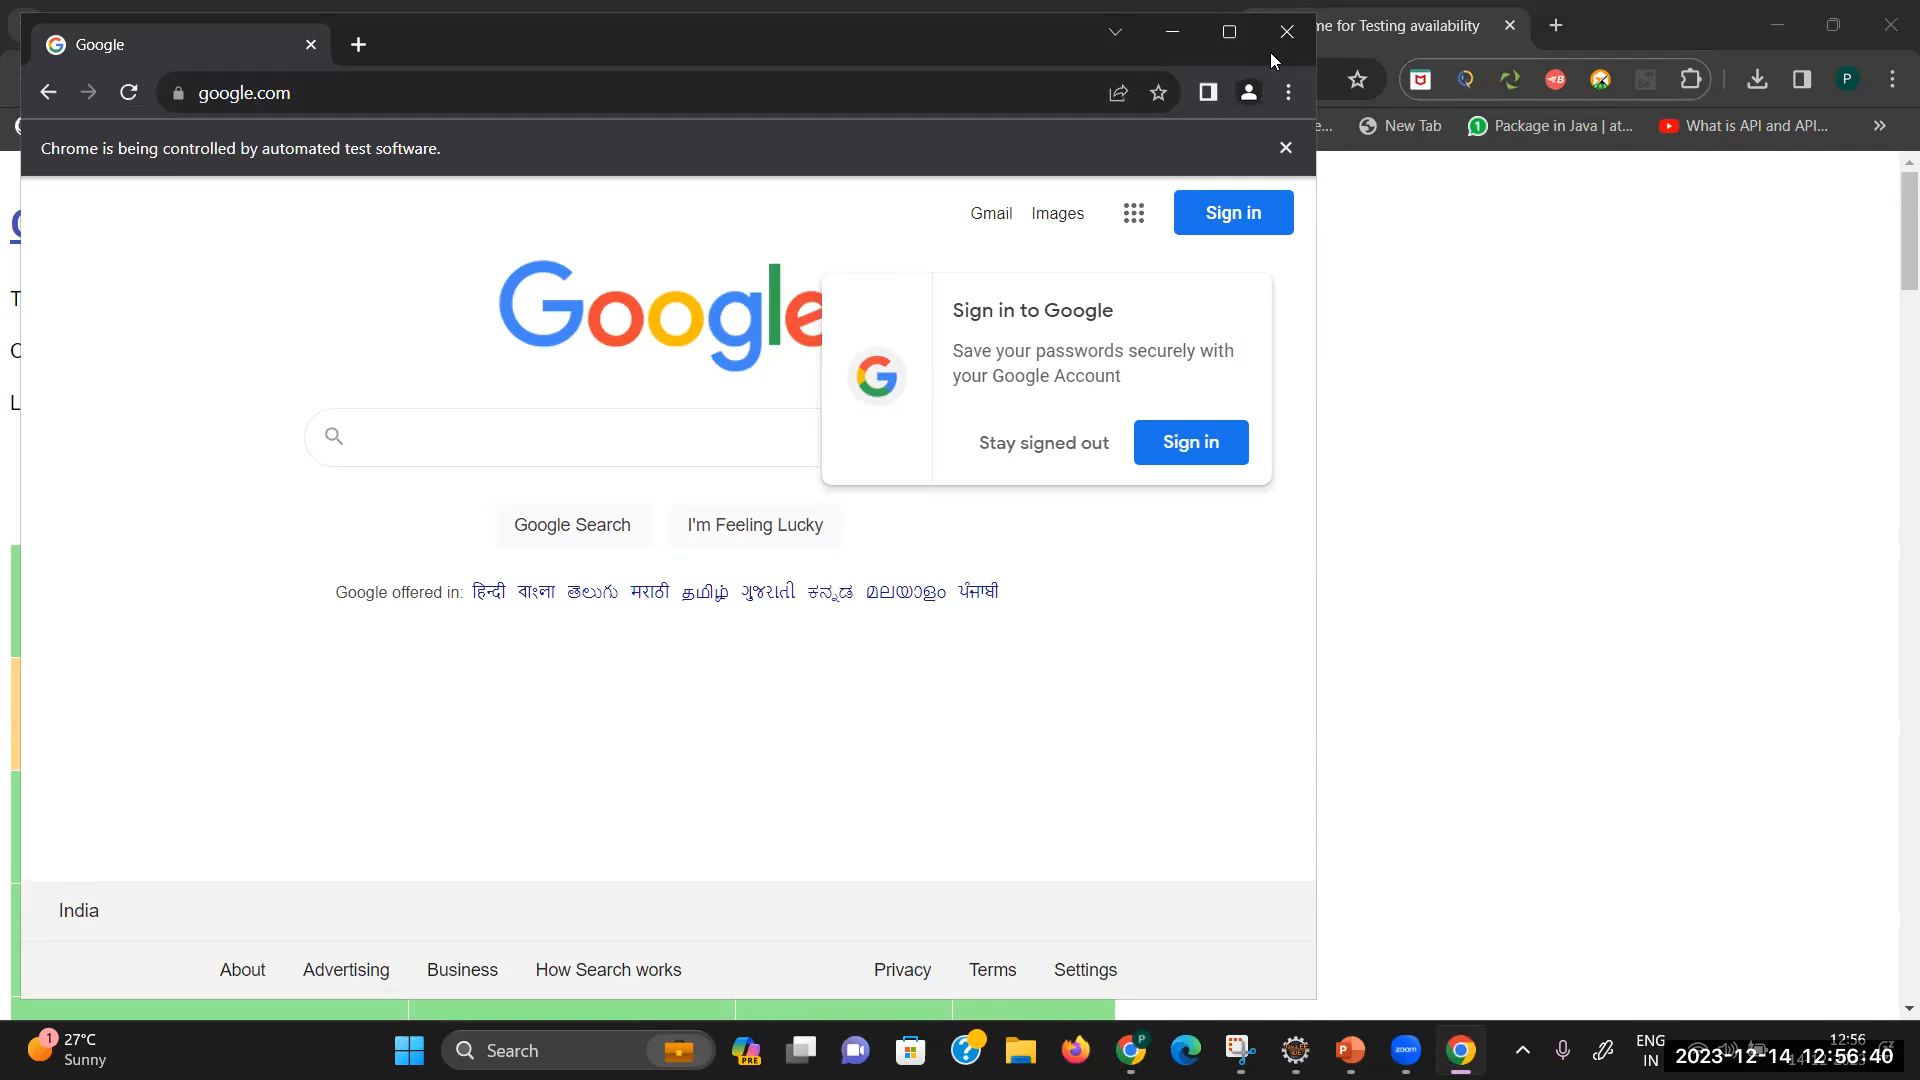 Google
me for Testing availability
google.com
e...
New Tab
Package in Java | at...
What is API and API...
Chrome is being controlled by automated test software.
Gmail Images
Sign in
Google
Sign in to Google
Save your passwords securely with
your Google Account
Stay signed out
Sign in
Google Search
I'm Feeling Lucky
Google offered in: हिन्दी বাংলা తెలుగు मराठी தமிழ் ગુજરાતી ಕನ್ನಡ മലയാളം ਪੰਜਾਬੀ
India
About Advertising Business How Search works
Privacy Terms Settings
1
27°C
Sunny
Search
PRE
P
zoom
ENG
IN
12:56
2023-12-14 12:56:40